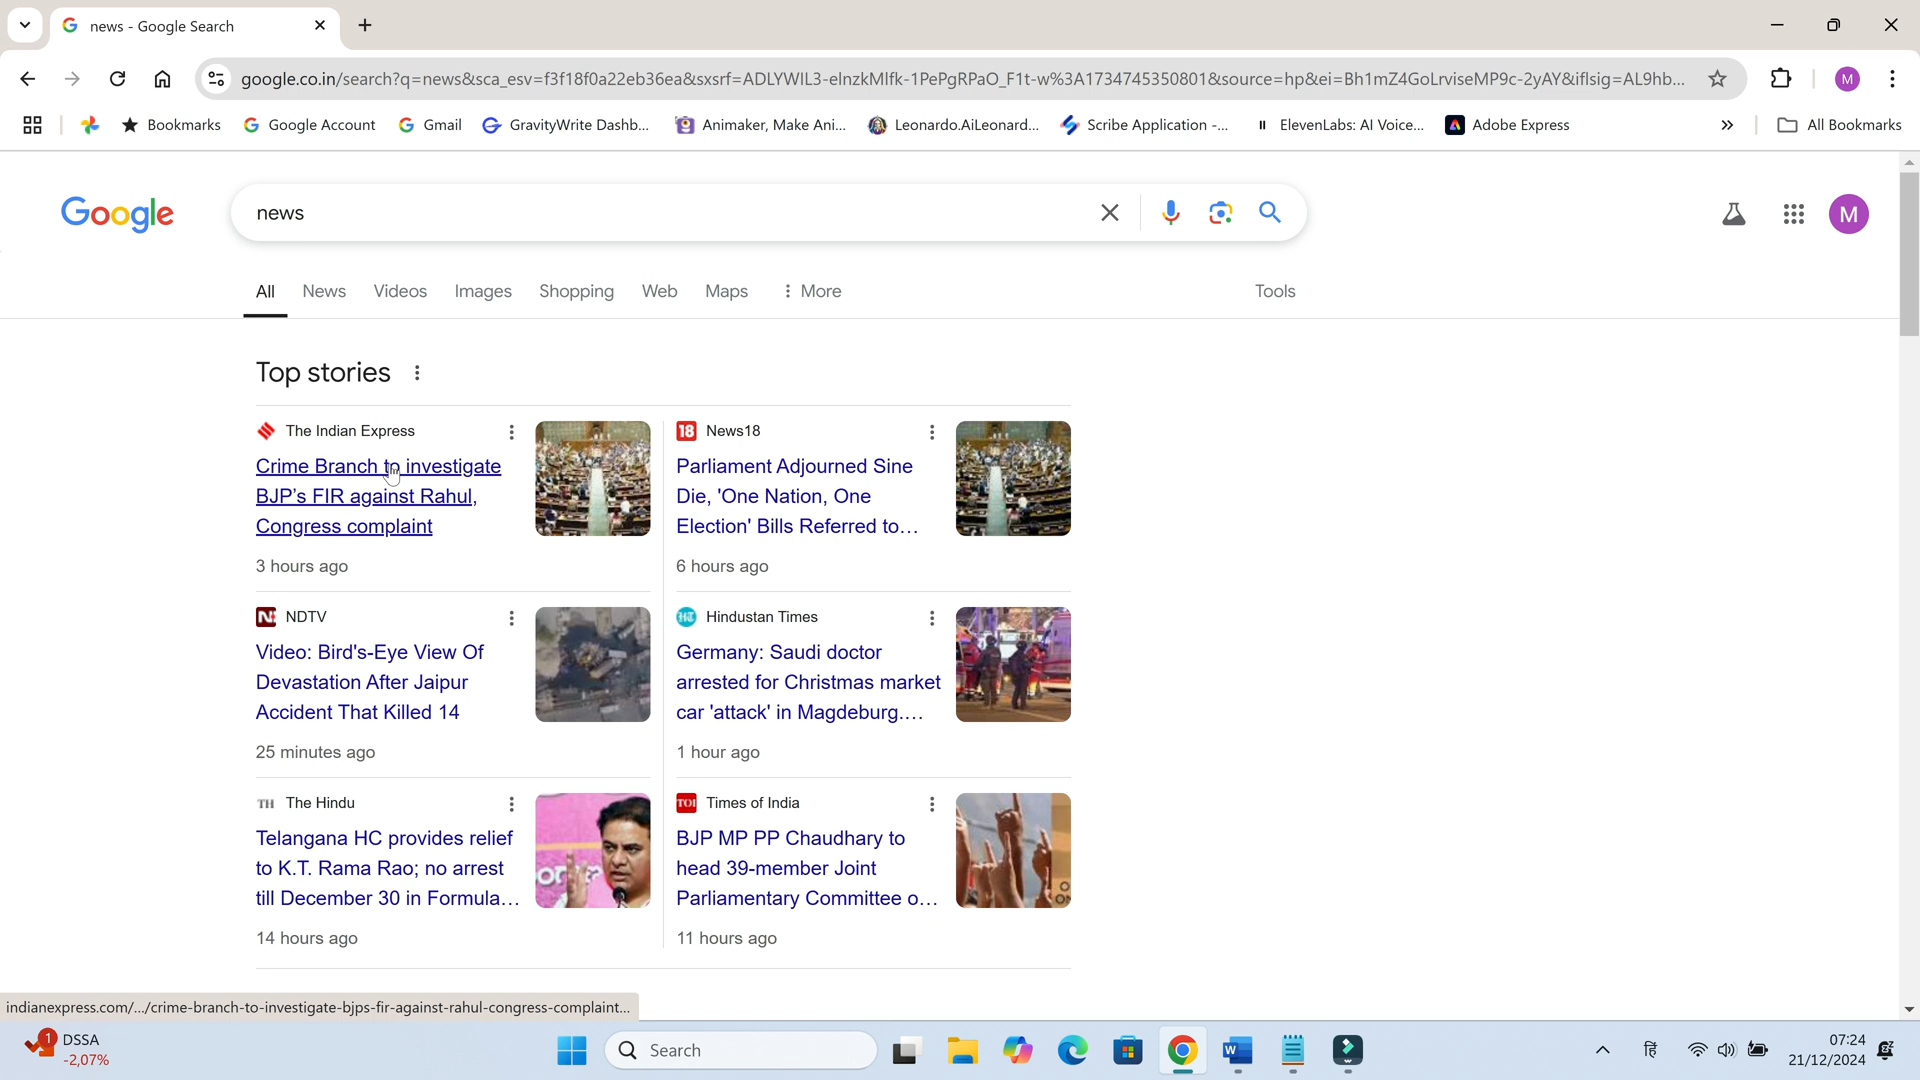 news - Google Search
google.co.in/search?q=news&sca_esv=f3f18f0a22eb36ea&sxsrf=ADLYWIL3-eInzkMIfk-1PePgRPaO_F1t-w%3A1734745350801&source=hp&ei=Bh1mZ4GoLrviseMP9c-2yAY&iflsig=AL9hb...
Bookmarks
Google Account
Gmail
GravityWrite Dashb...
Animaker, Make Ani...
Leonardo.AiLeonard...
Scribe Application -...
ElevenLabs: AI Voice...
Adobe Express
All Bookmarks
Google
news
M
All
News
Videos
Images
Shopping
Web
Maps
More
Tools
Top stories
The Indian Express
Crime Branch to investigate
BJP's FIR against Rahul,
Congress complaint
3 hours ago
18 News18
Parliament Adjourned Sine
Die, 'One Nation, One
Election' Bills Referred to...
6 hours ago
NDTV
Video: Bird's-Eye View Of
Devastation After Jaipur
Accident That Killed 14
25 minutes ago
HT Hindustan Times
Germany: Saudi doctor
arrested for Christmas market
car 'attack' in Magdeburg....
1 hour ago
TH The Hindu
Telangana HC provides relief
to K.T. Rama Rao; no arrest
till December 30 in Formula...
14 hours ago
TOI Times of India
BJP MP PP Chaudhary to
head 39-member Joint
Parliamentary Committee o...
11 hours ago
indianexpress.com/.../crime-branch-to-investigate-bjps-fir-against-rahul-congress-complaint...
1
DSSA
-2,07%
Search
हिं
07:24
21/12/2024